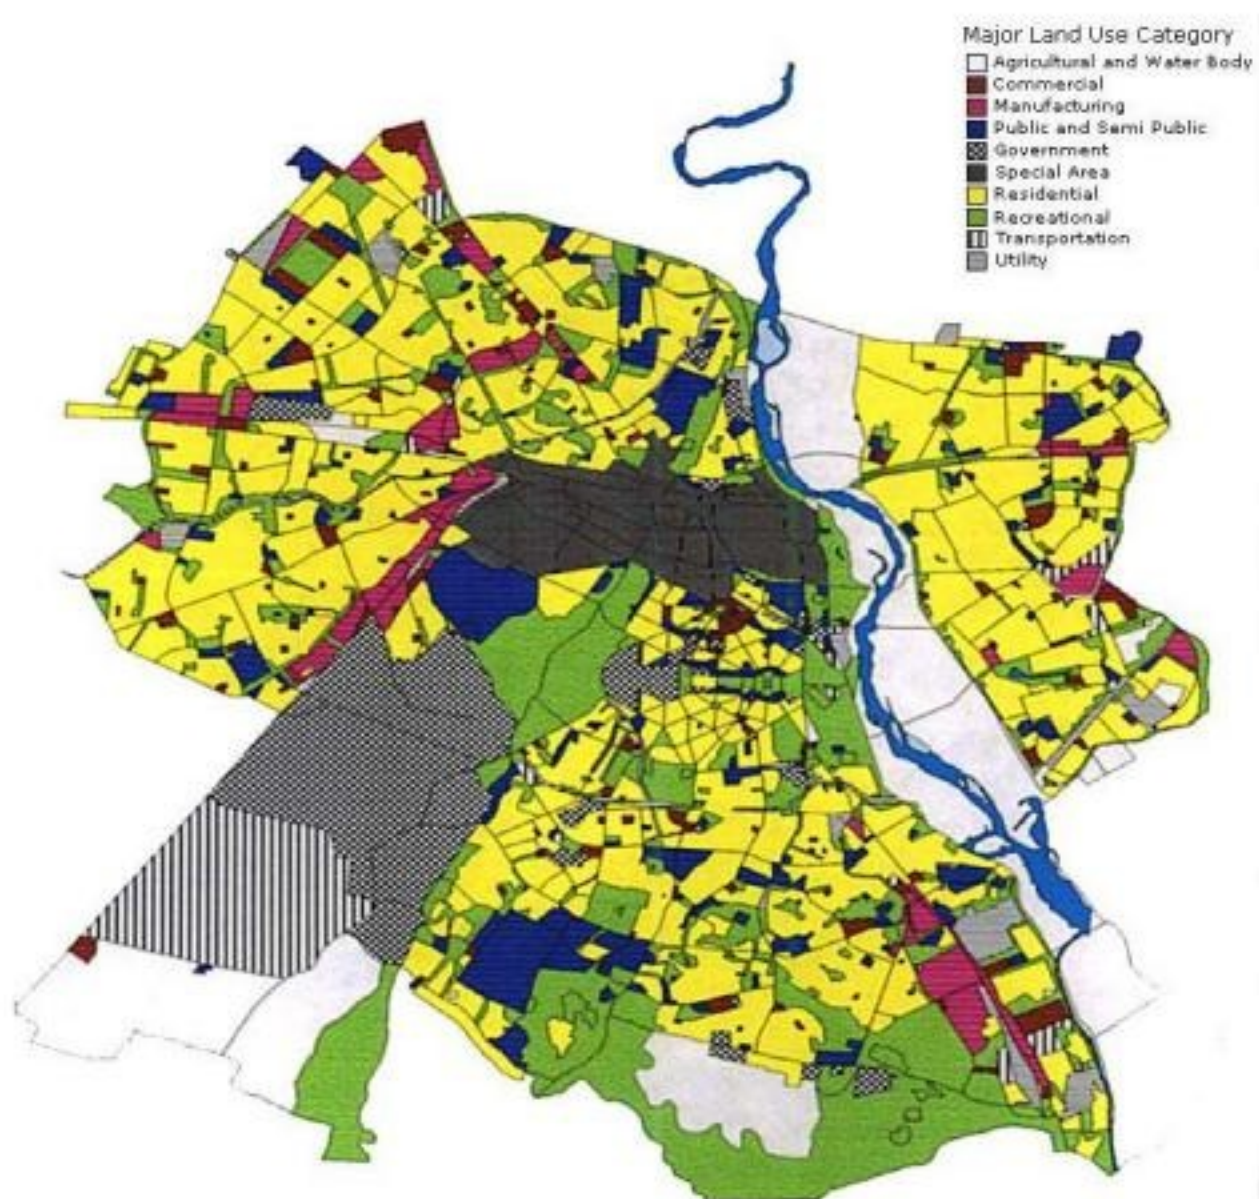 Major Land Use Category
Agricultural and Water Body
Commercial
Manufacturing
Public and Semi Public
Government
Special Area
Residential
Recreational
Transportation
Utility